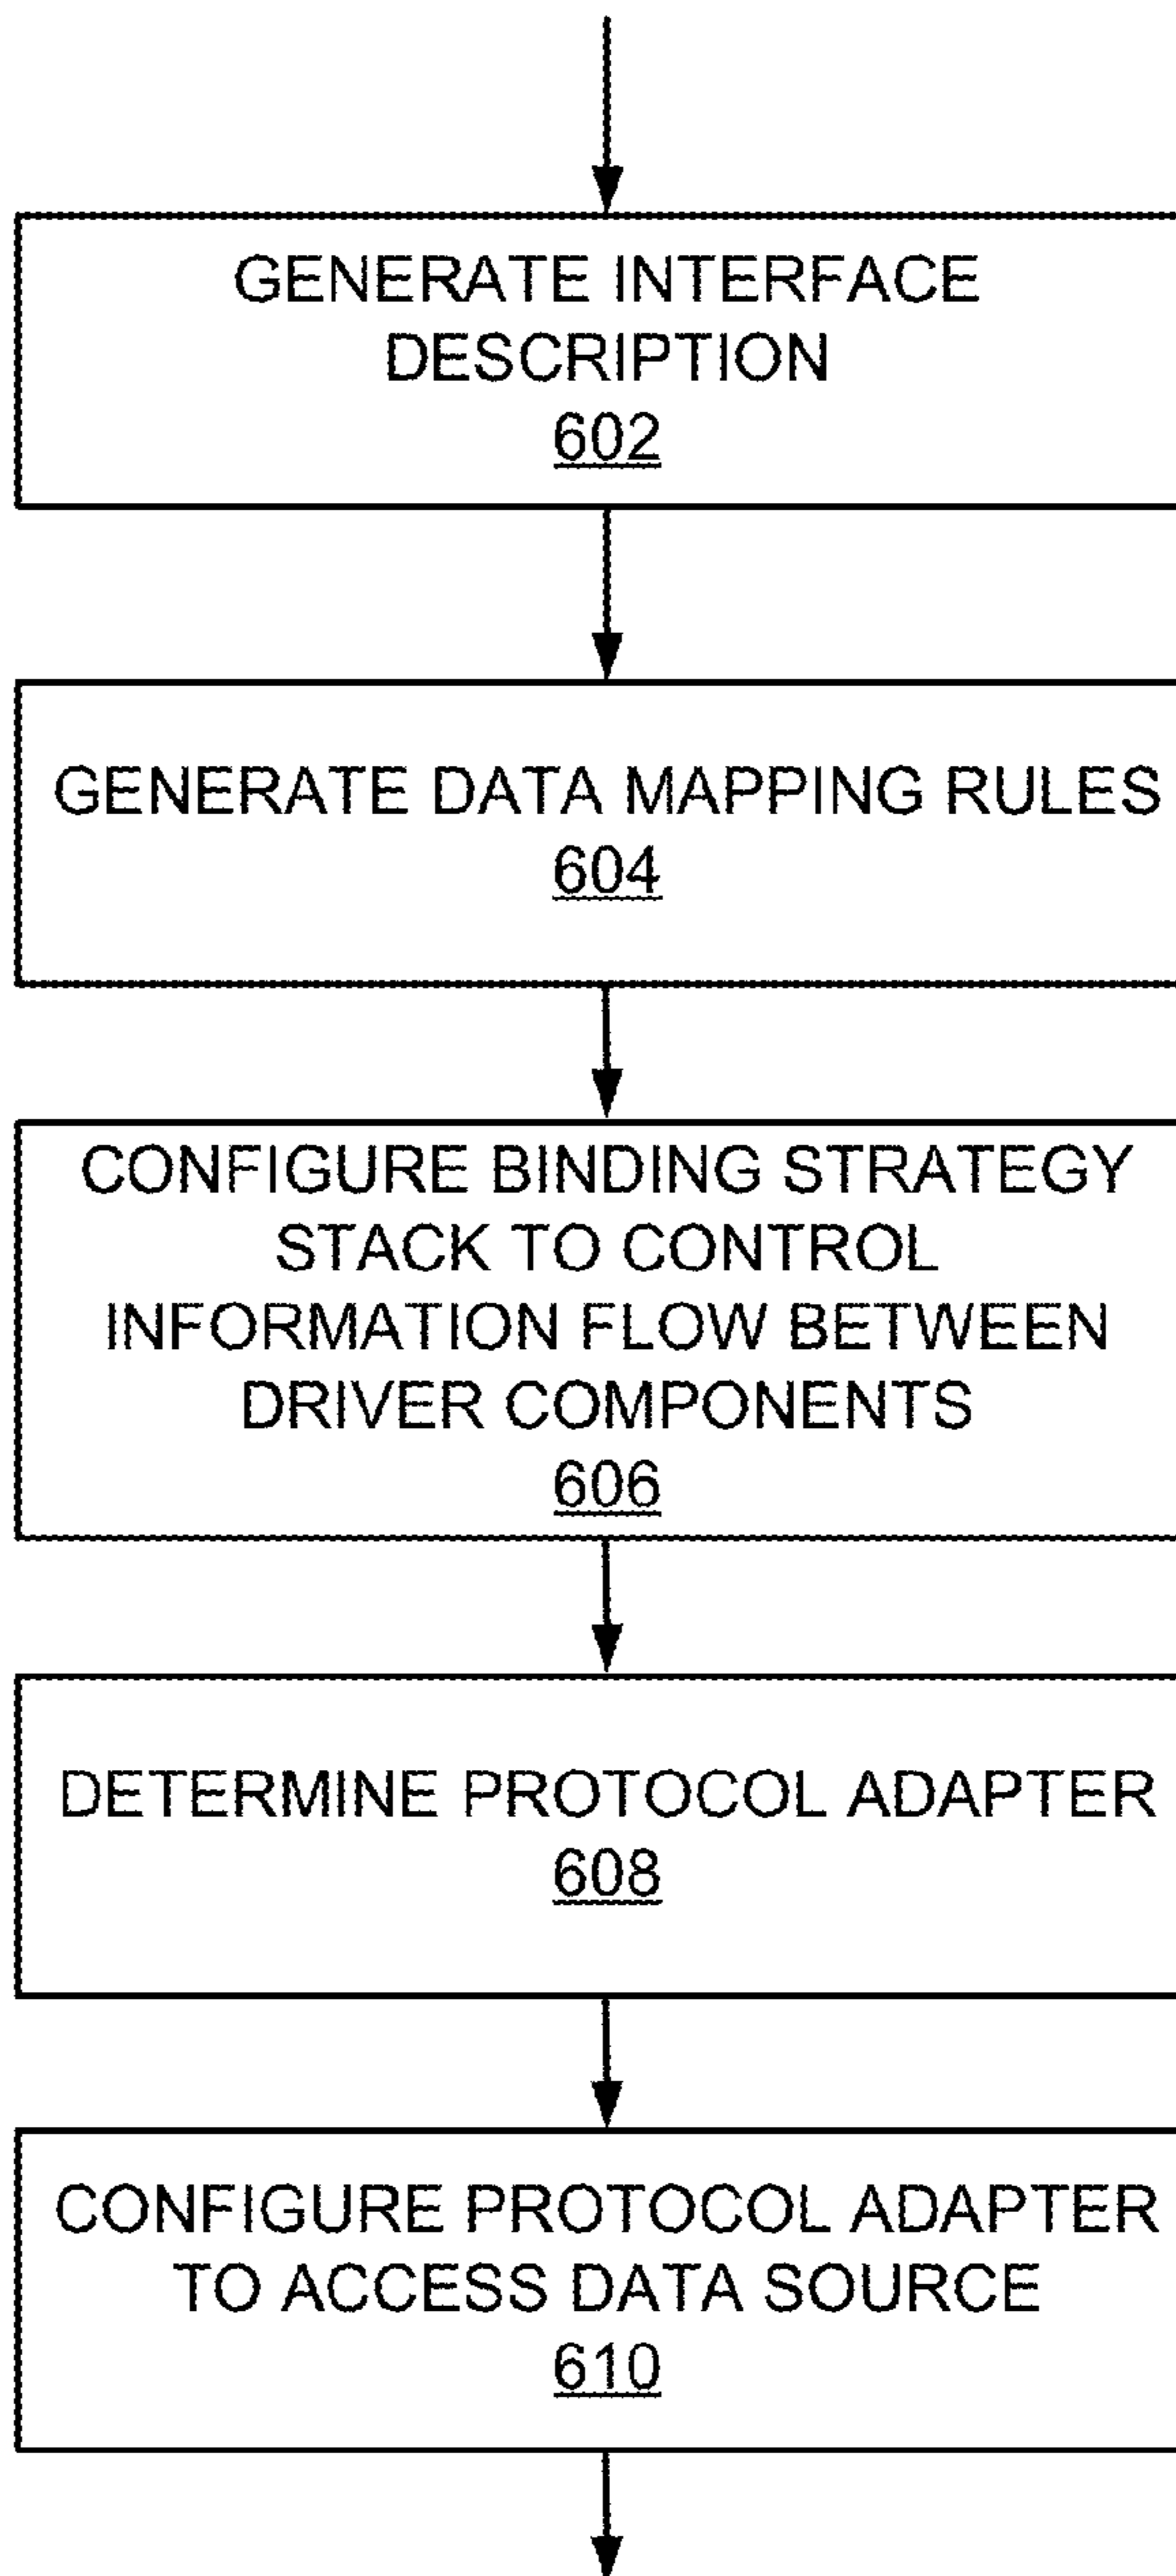 GENERATE INTERFACE
DESCRIPTION
602
GENERATE DATA MAPPING RULES
604
CONFIGURE BINDING STRATEGY
STACK TO CONTROL
INFORMATION FLOW BETWEEN
DRIVER COMPONENTS
606
DETERMINE PROTOCOL ADAPTER
608
CONFIGURE PROTOCOL ADAPTER
TO ACCESS DATA SOURCE
610